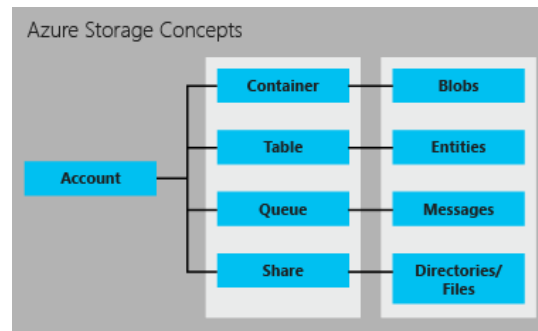 Azure Storage Concepts
Container
Blobs
Table
Entities
Account
Queue
Messages
Share
Directories/
Files